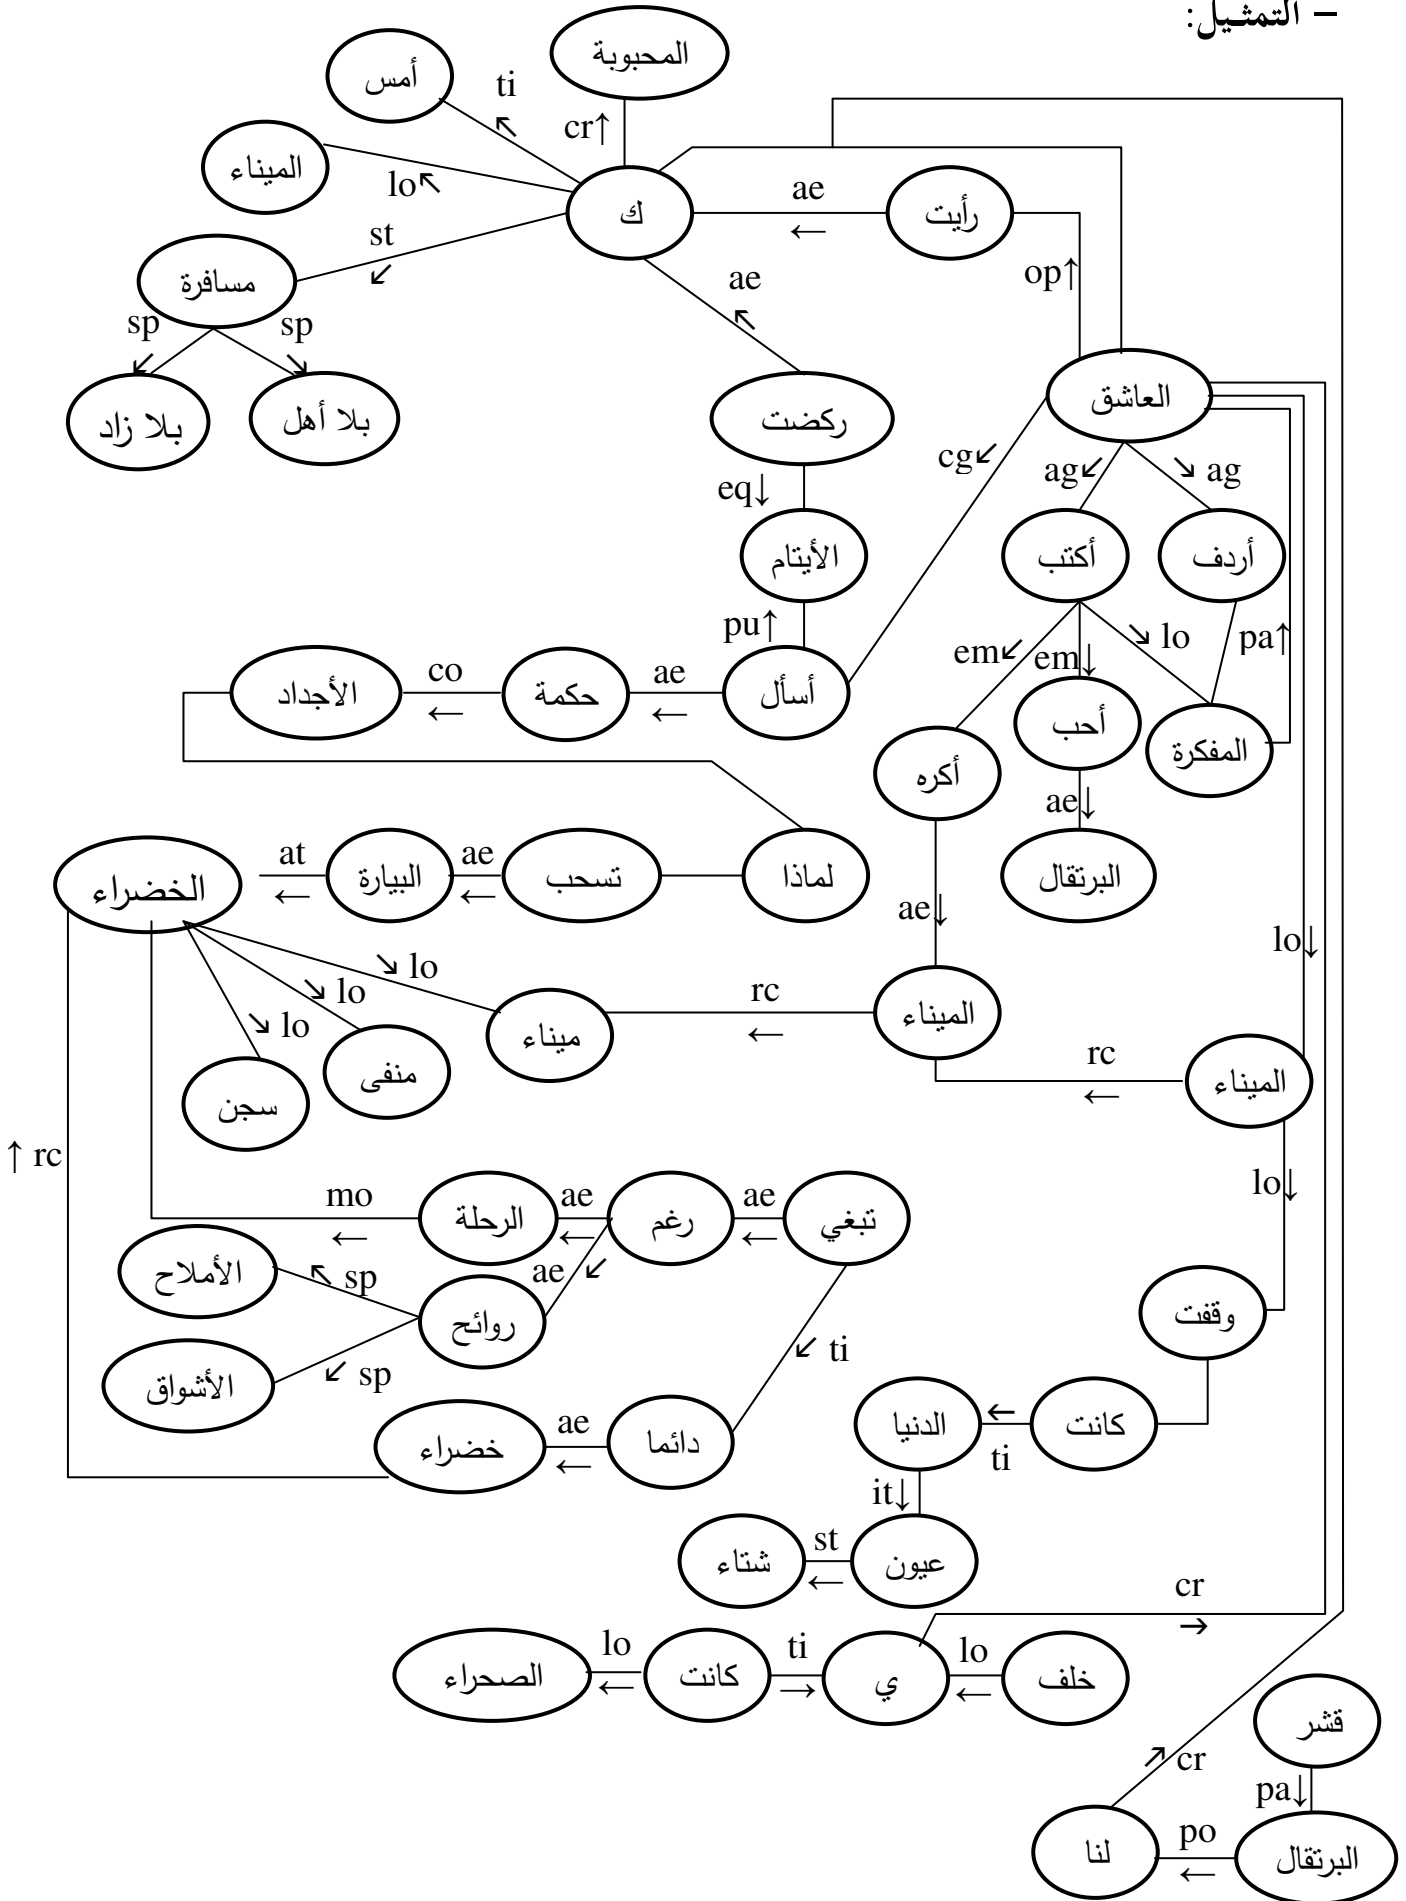 – التمثيل:
المحبوبة
أمس
ti
cr↑
الميناء
lo↖
ك
ae
←
رأيت
st
↙
مسافرة
ae
↖
op↑
sp
↙
sp
↘
بلا زاد
بلا أهل
ركضت
العاشق
cg↙
ag↙
↘ ag
eq↓
الأيتام
أكتب
أردف
pu↑
em↙
em↓
↘ lo
pa↑
الأجداد
co
←
حكمة
ae
←
أسأل
أكره
أحب
المفكرة
ae↓
الخضراء
at
←
البيارة
ae
←
تسحب
لماذا
البرتقال
ae↓
lo↓
↘ lo
↘ lo
↘ lo
سجن
منفى
ميناء
rc
←
الميناء
rc
←
الميناء
↑ rc
mo
←
الرحلة
ae
←
رغم
ae
←
تبغي
lo↓
الأملاح
↖ sp
ae ↙
روائح
وقفت
الأشواق
↙ sp
↙ ti
خضراء
ae
←
دائما
الدنيا
←
ti
كانت
it↓
شتاء
st
←
عيون
cr
→
الصحراء
lo
←
كانت
ti
→
ي
lo
←
خلف
قشر
↗ cr
pa↓
لنا
po
←
البرتقال